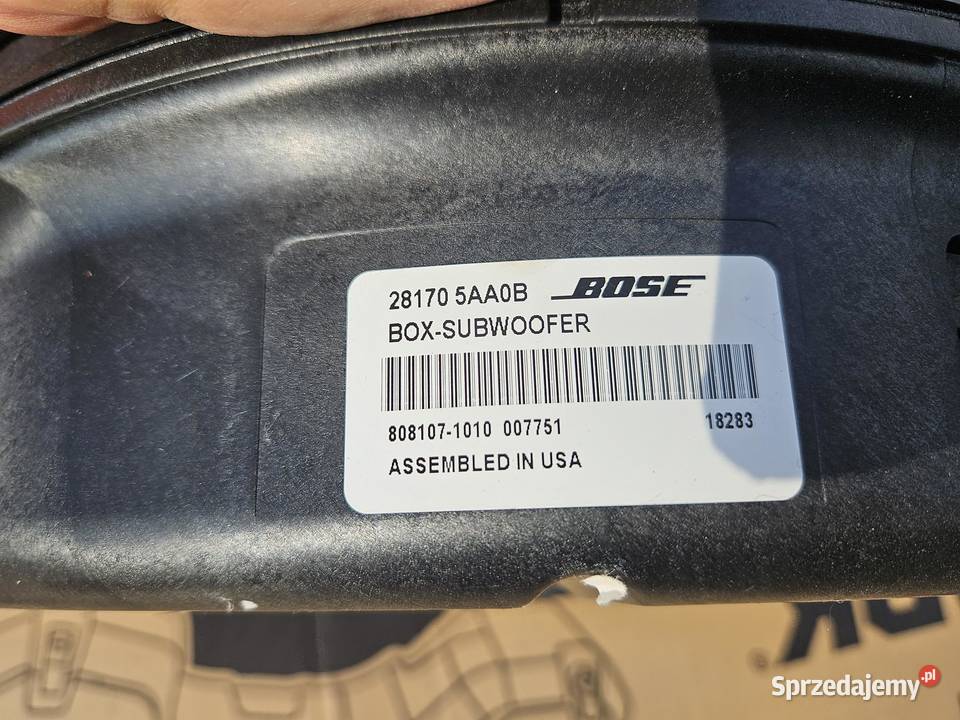 28170 5AA0B BOSE
BOX-SUBWOOFER
808107-1010 007751 18283
ASSEMBLED IN USA
Sprzedajemy.pl